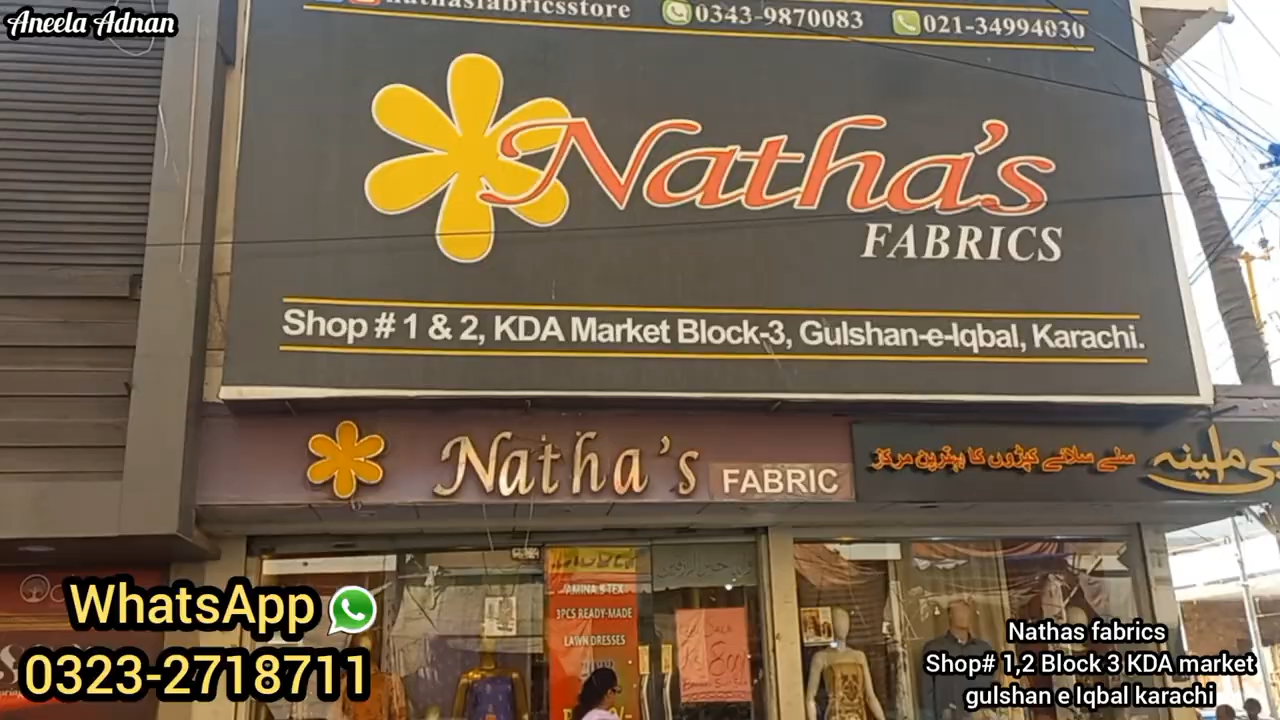 Aneela Adnan
nathasfabricsstore 0343-9870083 021-34994030
Natha's
FABRICS
Shop # 1 & 2, KDA Market Block-3, Gulshan-e-Iqbal, Karachi.
Natha's FABRIC
سلے سلائے کپڑوں کا بہترین مرکز
مدینہ
AMINA S TEX
3PCS READY-MADE
LAWN DRESSES
SALE
WhatsApp
0323-2718711
Nathas fabrics
Shop# 1,2 Block 3 KDA market
gulshan e Iqbal karachi